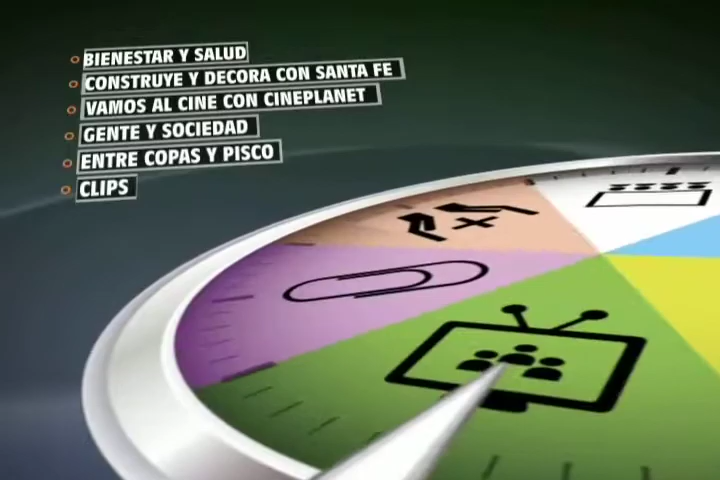 BIENESTAR Y SALUD
CONSTRUYE Y DECORA CON SANTA FE
VAMOS AL CINE CON CINEPLANET
GENTE Y SOCIEDAD
ENTRE COPAS Y PISCO
CLIPS